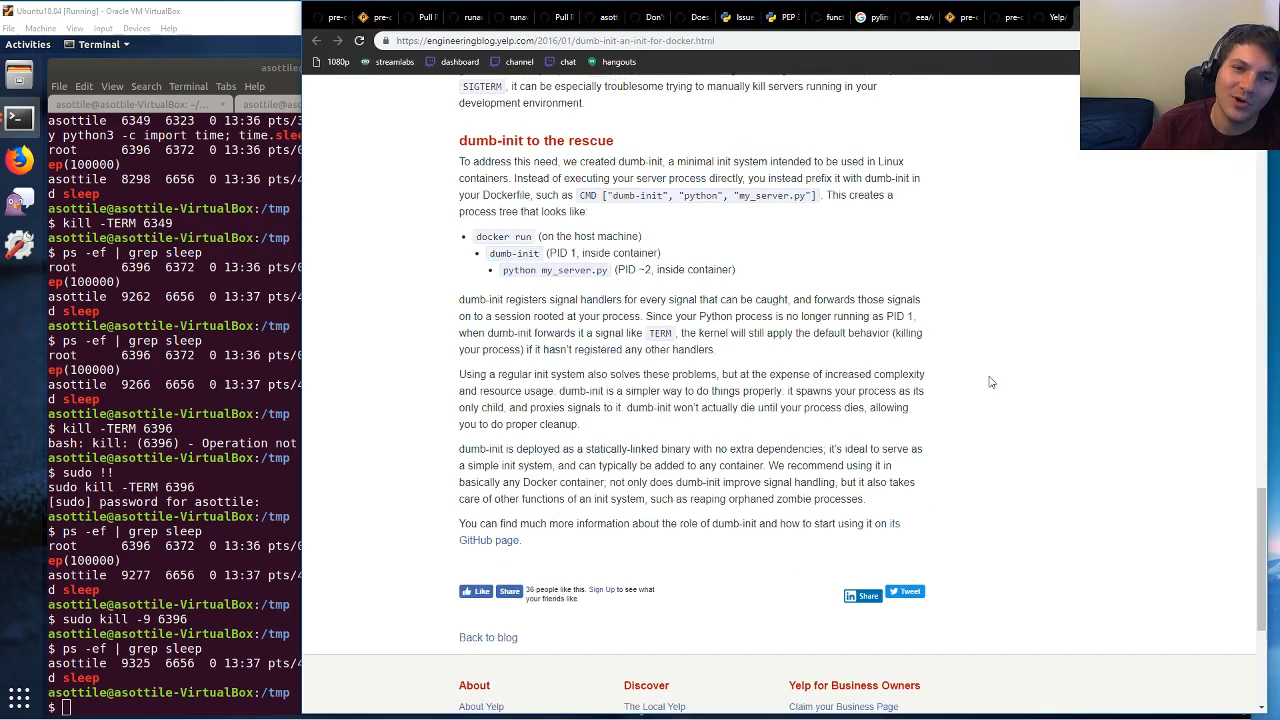 Ubuntu18.04 [Running] - Oracle VM VirtualBox
File Machine View Input Devices Help
Activities Terminal
asottile@
File Edit View Search Terminal Tabs Help
asottile@asottile-VirtualBox: ~/... × asottile@a
asottile 6349 6323 0 13:36 pts/3
y python3 -c import time; time.slee
root 6396 6372 0 13:36 pts/0
ep(100000)
asottile 8298 6656 0 13:36 pts/4
d sleep
asottile@asottile-VirtualBox:/tmp
$ kill -TERM 6349
asottile@asottile-VirtualBox:/tmp
$ ps -ef | grep sleep
root 6396 6372 0 13:36 pts/0
ep(100000)
asottile 9262 6656 0 13:37 pts/4
d sleep
asottile@asottile-VirtualBox:/tmp
$ ps -ef | grep sleep
root 6396 6372 0 13:36 pts/0
ep(100000)
asottile 9266 6656 0 13:37 pts/4
d sleep
asottile@asottile-VirtualBox:/tmp
$ kill -TERM 6396
bash: kill: (6396) - Operation not
asottile@asottile-VirtualBox:/tmp
$ sudo !!
sudo kill -TERM 6396
[sudo] password for asottile:
asottile@asottile-VirtualBox:/tmp
$ ps -ef | grep sleep
root 6396 6372 0 13:36 pts/0
ep(100000)
asottile 9277 6656 0 13:37 pts/4
d sleep
asottile@asottile-VirtualBox:/tmp
$ sudo kill -9 6396
asottile@asottile-VirtualBox:/tmp
$ ps -ef | grep sleep
asottile 9325 6656 0 13:37 pts/4
d sleep
asottile@asottile-VirtualBox:/tmp
$
pre-c pre-c Pull F runa runa Pull F asott Don' Does Issue PEP funct pylin eea/ pre-c pre-c Yelp/
https://engineeringblog.yelp.com/2016/01/dumb-init-an-init-for-docker.html
1080p streamlabs dashboard channel chat hangouts
SIGTERM , it can be especially troublesome trying to manually kill servers running in your
development environment.
dumb-init to the rescue
To address this need, we created dumb-init, a minimal init system intended to be used in Linux
containers. Instead of executing your server process directly, you instead prefix it with dumb-init in
your Dockerfile, such as CMD ["dumb-init", "python", "my_server.py"] . This creates a
process tree that looks like:
• docker run (on the host machine)
• dumb-init (PID 1, inside container)
• python my_server.py (PID ~2, inside container)
dumb-init registers signal handlers for every signal that can be caught, and forwards those signals
on to a session rooted at your process. Since your Python process is no longer running as PID 1,
when dumb-init forwards it a signal like TERM , the kernel will still apply the default behavior (killing
your process) if it hasn't registered any other handlers.
Using a regular init system also solves these problems, but at the expense of increased complexity
and resource usage. dumb-init is a simpler way to do things properly: it spawns your process as its
only child, and proxies signals to it. dumb-init won't actually die until your process dies, allowing
you to do proper cleanup.
dumb-init is deployed as a statically-linked binary with no extra dependencies; it's ideal to serve as
a simple init system, and can typically be added to any container. We recommend using it in
basically any Docker container; not only does dumb-init improve signal handling, but it also takes
care of other functions of an init system, such as reaping orphaned zombie processes.
You can find much more information about the role of dumb-init and how to start using it on its
GitHub page.
Like Share 36 people like this. Sign Up to see what
your friends like.
Share Tweet
Back to blog
About Discover Yelp for Business Owners
About Yelp The Local Yelp Claim your Business Page